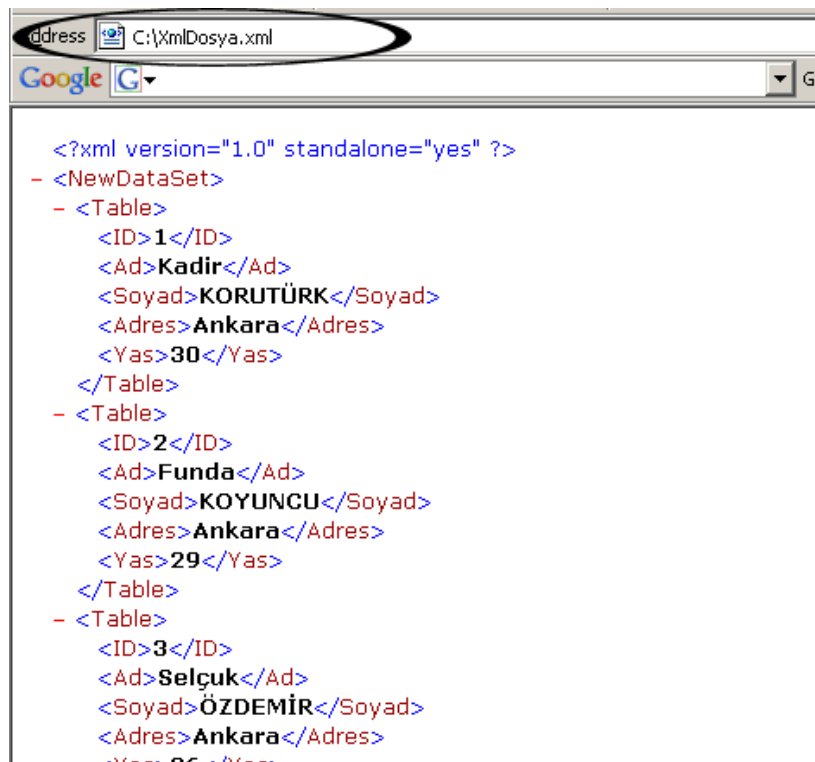 ddress C:\XmlDosya.xml
Google G G
<?xml version="1.0" standalone="yes" ?>
- <NewDataSet>
- <Table>
<ID>1</ID>
<Ad>Kadir</Ad>
<Soyad>KORUTÜRK</Soyad>
<Adres>Ankara</Adres>
<Yas>30</Yas>
</Table>
- <Table>
<ID>2</ID>
<Ad>Funda</Ad>
<Soyad>KOYUNCU</Soyad>
<Adres>Ankara</Adres>
<Yas>29</Yas>
</Table>
- <Table>
<ID>3</ID>
<Ad>Selçuk</Ad>
<Soyad>ÖZDEMİR</Soyad>
<Adres>Ankara</Adres>